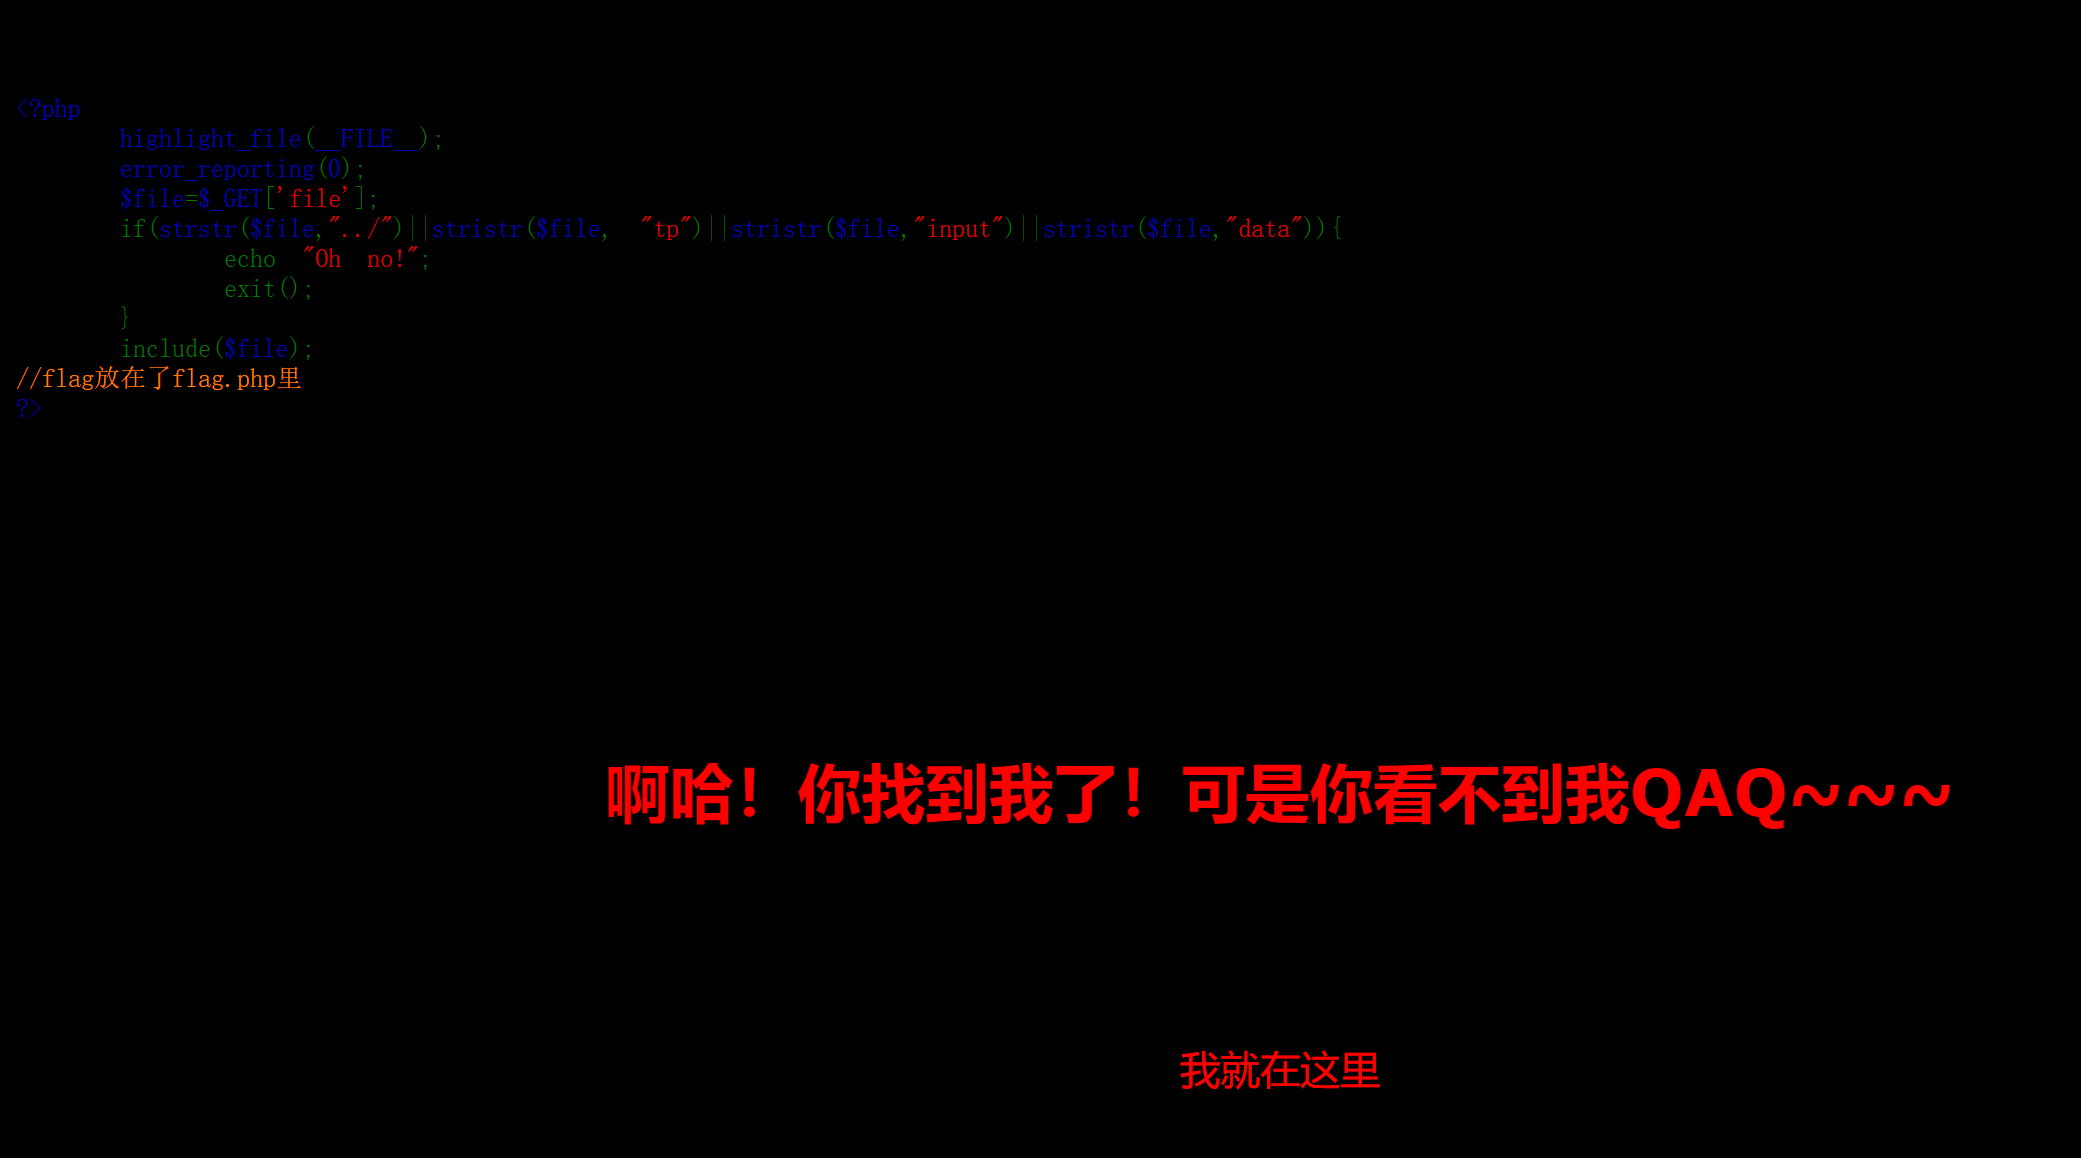 <?php
highlight_file(__FILE__);
error_reporting(0);
$file=$_GET['file'];
if(strstr($file,"../")||stristr($file, "tp")||stristr($file,"input")||stristr($file,"data")){
echo "Oh no!";
exit();
}
include($file);
//flag放在了flag.php里
?>
啊哈！你找到我了！可是你看不到我QAQ~~~
我就在这里